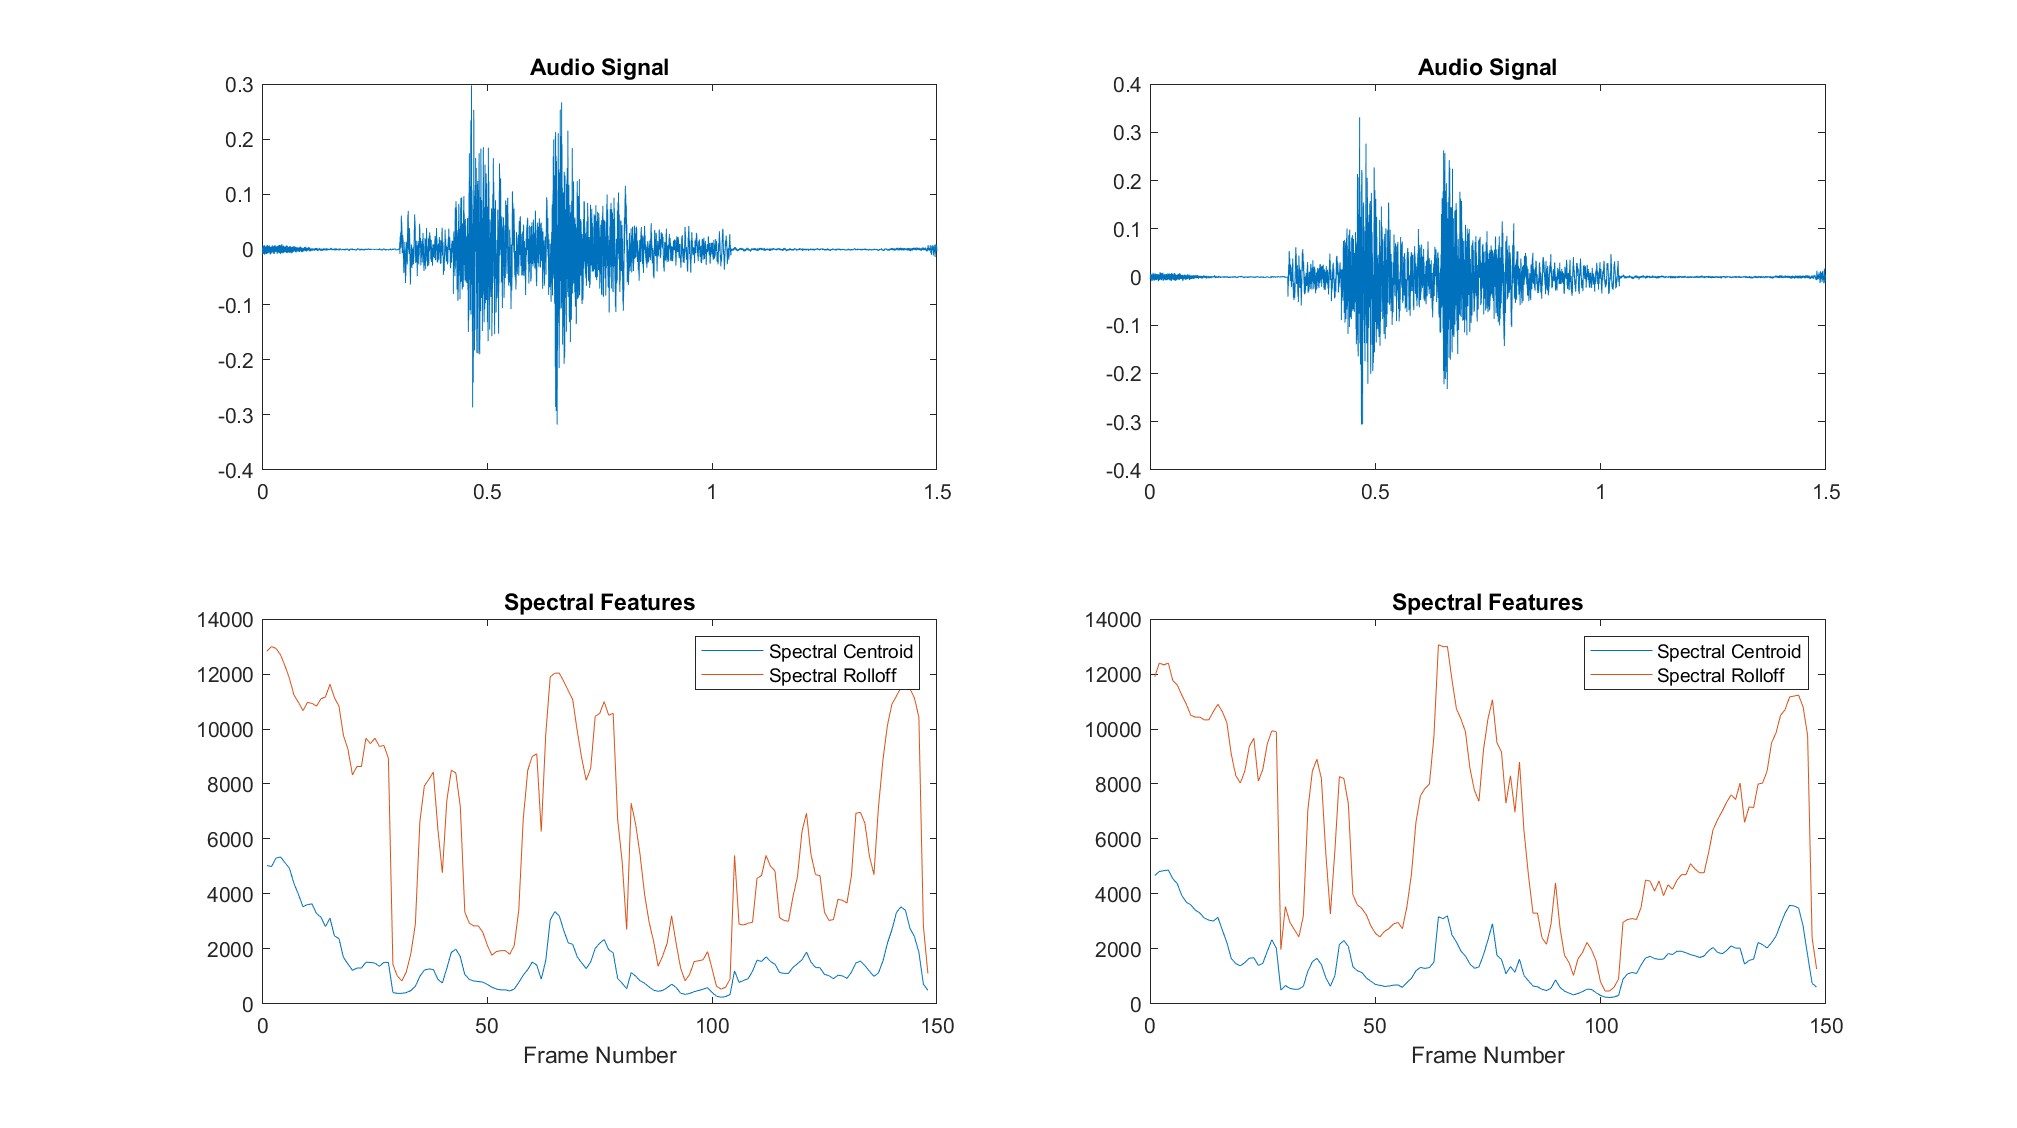 Audio Signal
0.3
0.2
0.1
0
-0.1
-0.2
-0.3
-0.4
0 0.5 1 1.5
Audio Signal
0.4
0.3
0.2
0.1
0
-0.1
-0.2
-0.3
-0.4
0 0.5 1 1.5
Spectral Features
14000
12000
10000
8000
6000
4000
2000
0
Spectral Centroid
Spectral Rolloff
0 50 100 150
Frame Number
Spectral Features
14000
12000
10000
8000
6000
4000
2000
0
Spectral Centroid
Spectral Rolloff
0 50 100 150
Frame Number